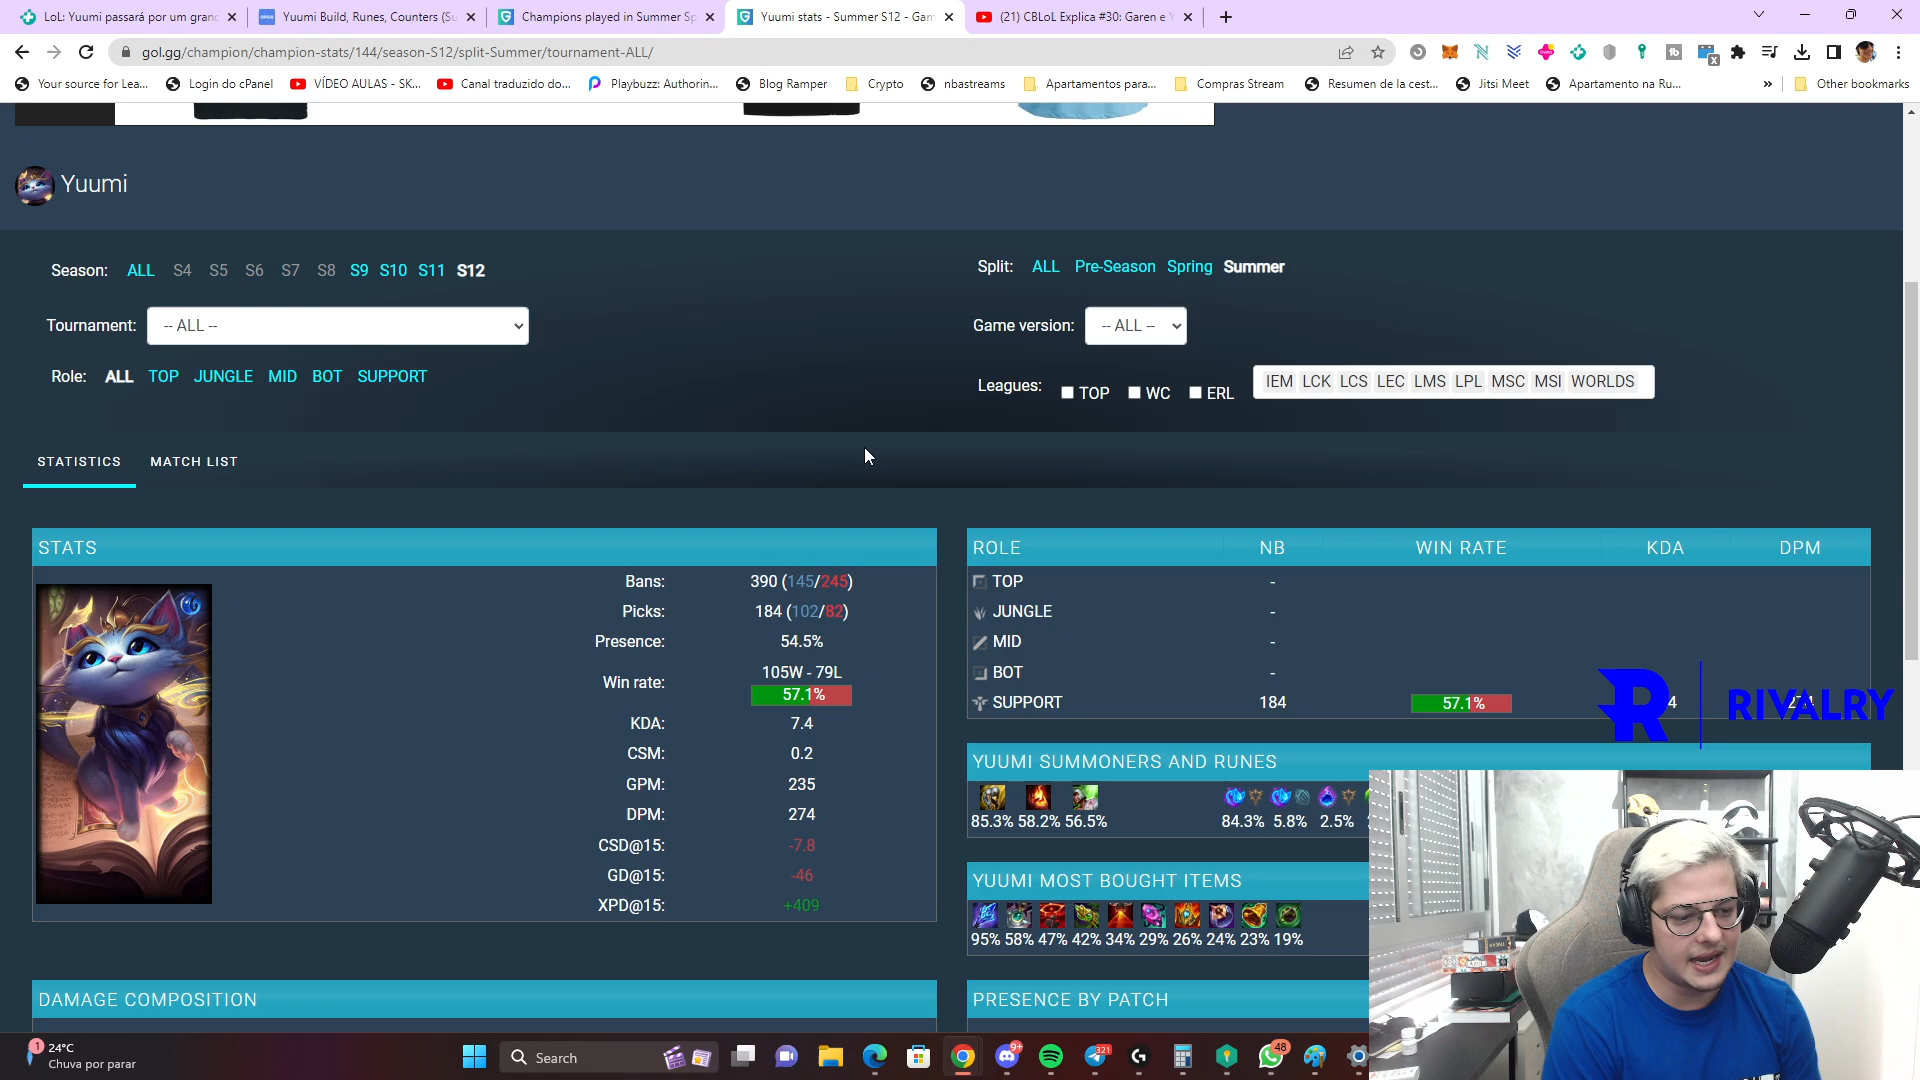 LoL: Yuumi passará por um gran
Yuumi Build, Runes, Counters (Su
Champions played in Summer Sp
Yuumi stats - Summer S12 - Gam
(21) CBLoL Explica #30: Garen e Y
gol.gg/champion/champion-stats/144/season-S12/split-Summer/tournament-ALL/
Your source for Lea...
Login do cPanel
VÍDEO AULAS - SK...
Canal traduzido do...
Playbuzz: Authorin...
Blog Ramper
Crypto
nbastreams
Apartamentos para...
Compras Stream
Resumen de la cest...
Jitsi Meet
Apartamento na Ru...
»
Other bookmarks
Yuumi
Season: ALL S4 S5 S6 S7 S8 S9 S10 S11 S12
Split: ALL Pre-Season Spring Summer
Tournament: -- ALL --
Game version: -- ALL --
Role: ALL TOP JUNGLE MID BOT SUPPORT
Leagues: TOP WC ERL IEM LCK LCS LEC LMS LPL MSC MSI WORLDS
STATISTICS MATCH LIST
STATS
Bans: 390 (145/245)
Picks: 184 (102/82)
Presence: 54.5%
Win rate: 105W - 79L
57.1%
KDA: 7.4
CSM: 0.2
GPM: 235
DPM: 274
CSD@15: -7.8
GD@15: -46
XPD@15: +409
DAMAGE COMPOSITION
ROLE NB WIN RATE KDA DPM
TOP -
JUNGLE -
MID -
BOT -
SUPPORT 184 57.1% 4
RIVALRY
YUUMI SUMMONERS AND RUNES
85.3% 58.2% 56.5% 84.3% 5.8% 2.5%
YUUMI MOST BOUGHT ITEMS
95% 58% 47% 42% 34% 29% 26% 24% 23% 19%
PRESENCE BY PATCH
1
24°C
Chuva por parar
Search
9+
321
48